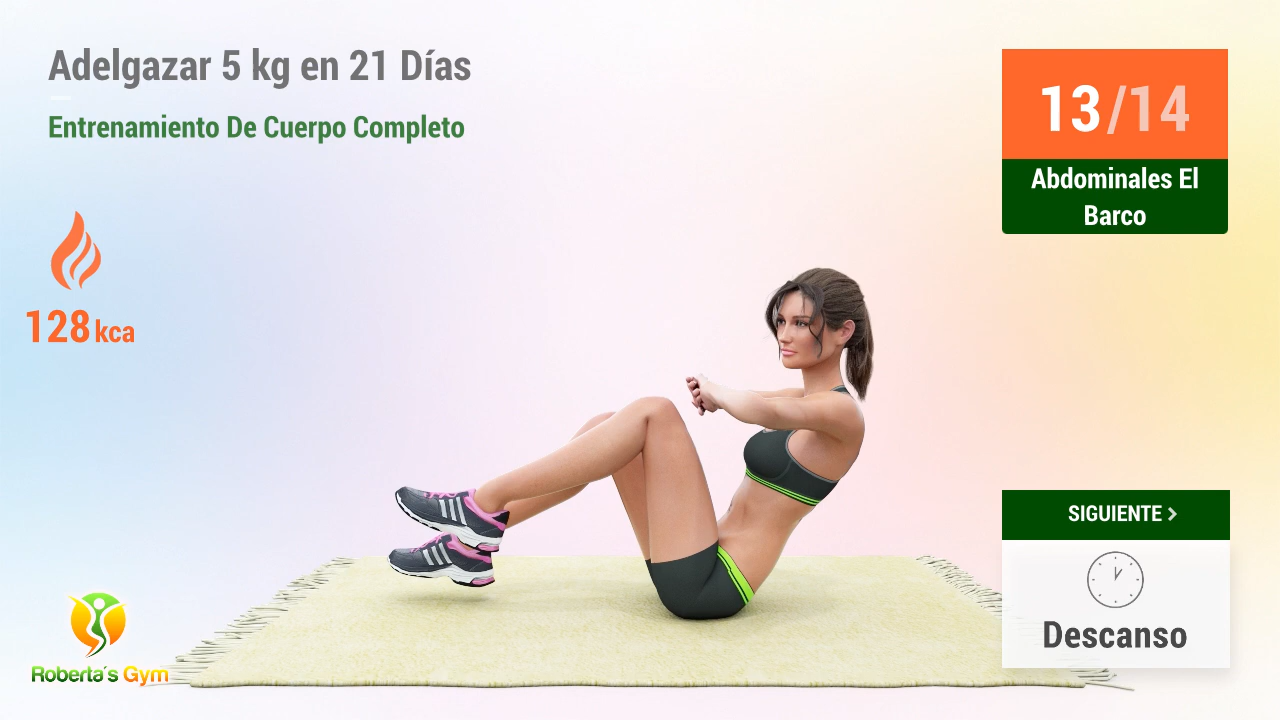 Adelgazar 5 kg en 21 Días
Entrenamiento De Cuerpo Completo
13/14
Abdominales El
Barco
128 kca
SIGUIENTE >
Descanso
Roberta´s Gym